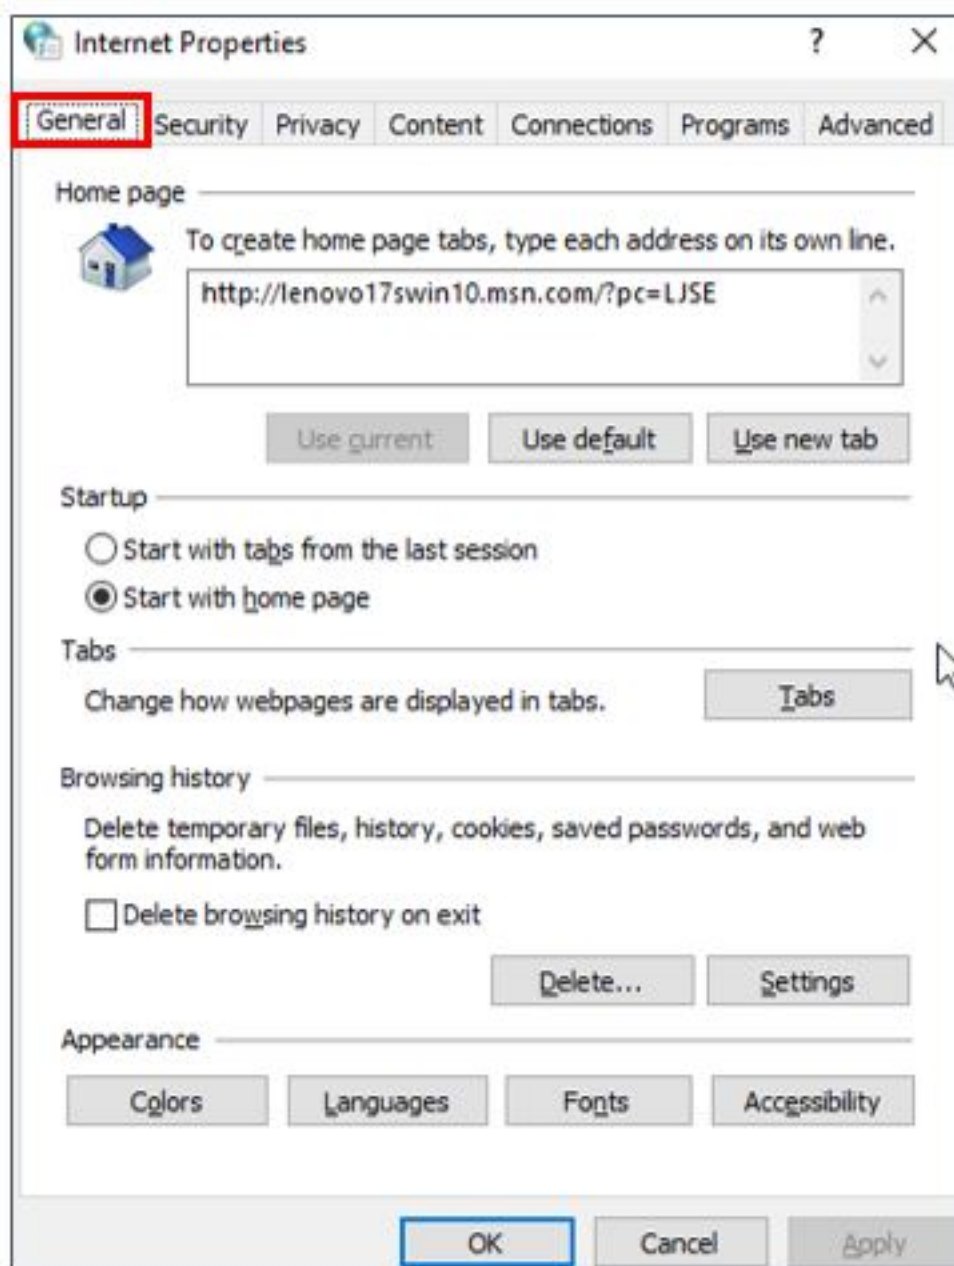 Internet Properties
?
General Security Privacy Content Connections Programs Advanced
Home page
To create home page tabs, type each address on its own line.
http://lenovo17swin10.msn.com/?pc=LJSE
Use current Use default Use new tab
Startup
Start with tabs from the last session
Start with home page
Tabs
Change how webpages are displayed in tabs. Tabs
Browsing history
Delete temporary files, history, cookies, saved passwords, and web
form information.
Delete browsing history on exit
Delete... Settings
Appearance
Colors Languages Fonts Accessibility
OK Cancel Apply